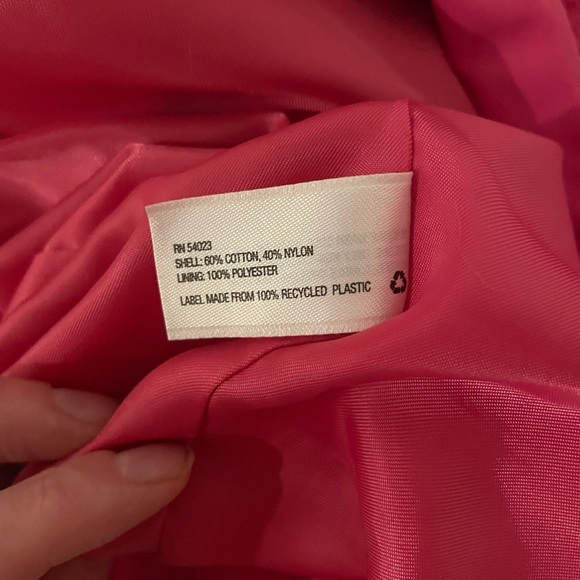 RN 54023
SHELL: 60% COTTON, 40% NYLON
LINING: 100% POLYESTER
LABEL MADE FROM 100% RECYCLED PLASTIC